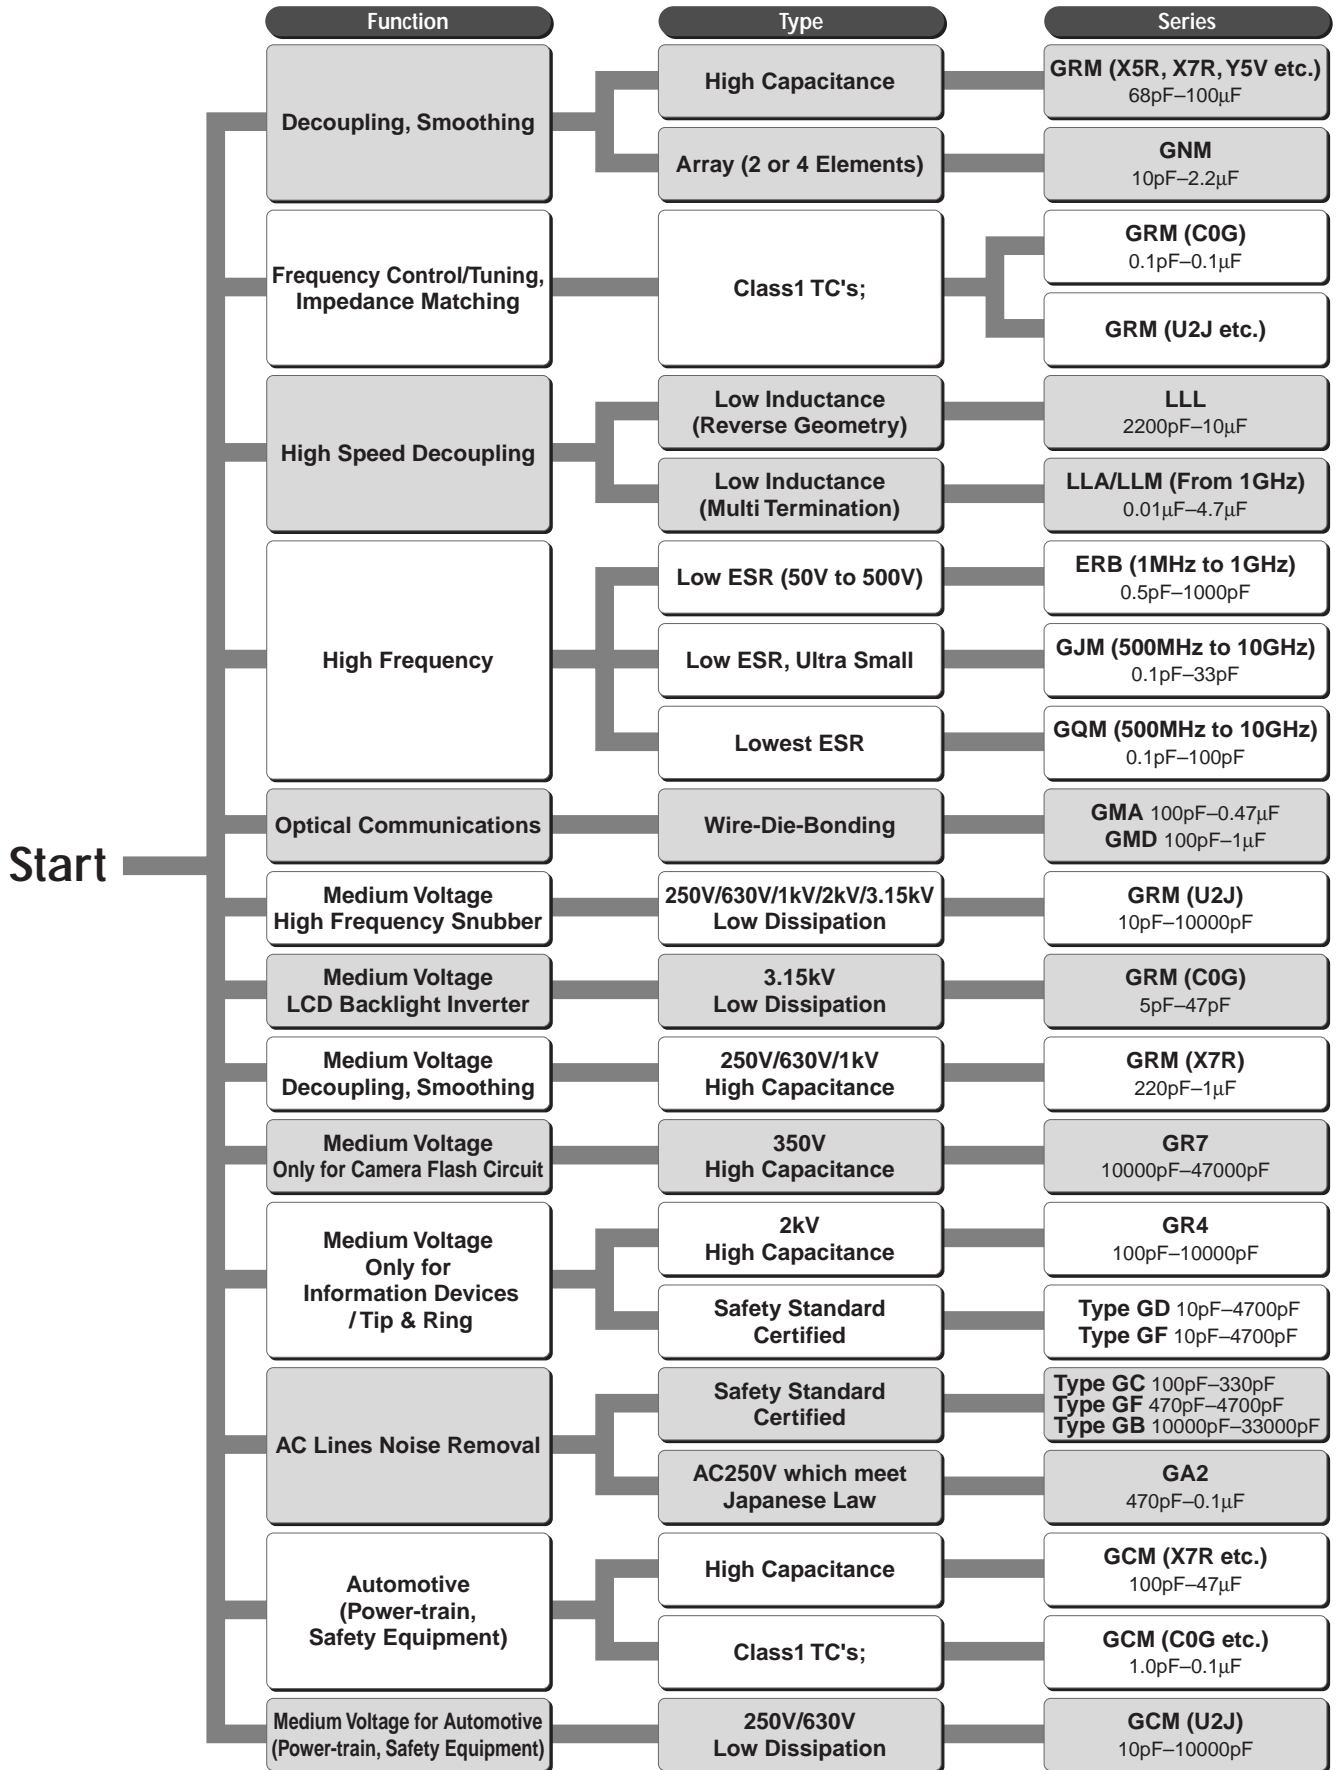 Function
Type
Series
Start
Decoupling, Smoothing
High Capacitance
GRM (X5R, X7R, Y5V etc.)
68pF–100µF
Array (2 or 4 Elements)
GNM
10pF–2.2µF
Frequency Control/Tuning,
Impedance Matching
Class1 TC's;
GRM (C0G)
0.1pF–0.1µF
GRM (U2J etc.)
High Speed Decoupling
Low Inductance
(Reverse Geometry)
LLL
2200pF–10µF
Low Inductance
(Multi Termination)
LLA/LLM (From 1GHz)
0.01µF–4.7µF
High Frequency
Low ESR (50V to 500V)
ERB (1MHz to 1GHz)
0.5pF–1000pF
Low ESR, Ultra Small
GJM (500MHz to 10GHz)
0.1pF–33pF
Lowest ESR
GQM (500MHz to 10GHz)
0.1pF–100pF
Optical Communications
Wire-Die-Bonding
GMA 100pF–0.47µF
GMD 100pF–1µF
Medium Voltage
High Frequency Snubber
250V/630V/1kV/2kV/3.15kV
Low Dissipation
GRM (U2J)
10pF–10000pF
Medium Voltage
LCD Backlight Inverter
3.15kV
Low Dissipation
GRM (C0G)
5pF–47pF
Medium Voltage
Decoupling, Smoothing
250V/630V/1kV
High Capacitance
GRM (X7R)
220pF–1µF
Medium Voltage
Only for Camera Flash Circuit
350V
High Capacitance
GR7
10000pF–47000pF
Medium Voltage
Only for
Information Devices
/ Tip & Ring
2kV
High Capacitance
GR4
100pF–10000pF
Safety Standard
Certified
Type GD 10pF–4700pF
Type GF 10pF–4700pF
AC Lines Noise Removal
Safety Standard
Certified
Type GC 100pF–330pF
Type GF 470pF–4700pF
Type GB 10000pF–33000pF
AC250V which meet
Japanese Law
GA2
470pF–0.1µF
Automotive
(Power-train,
Safety Equipment)
High Capacitance
GCM (X7R etc.)
100pF–47µF
Class1 TC's;
GCM (C0G etc.)
1.0pF–0.1µF
Medium Voltage for Automotive
(Power-train, Safety Equipment)
250V/630V
Low Dissipation
GCM (U2J)
10pF–10000pF